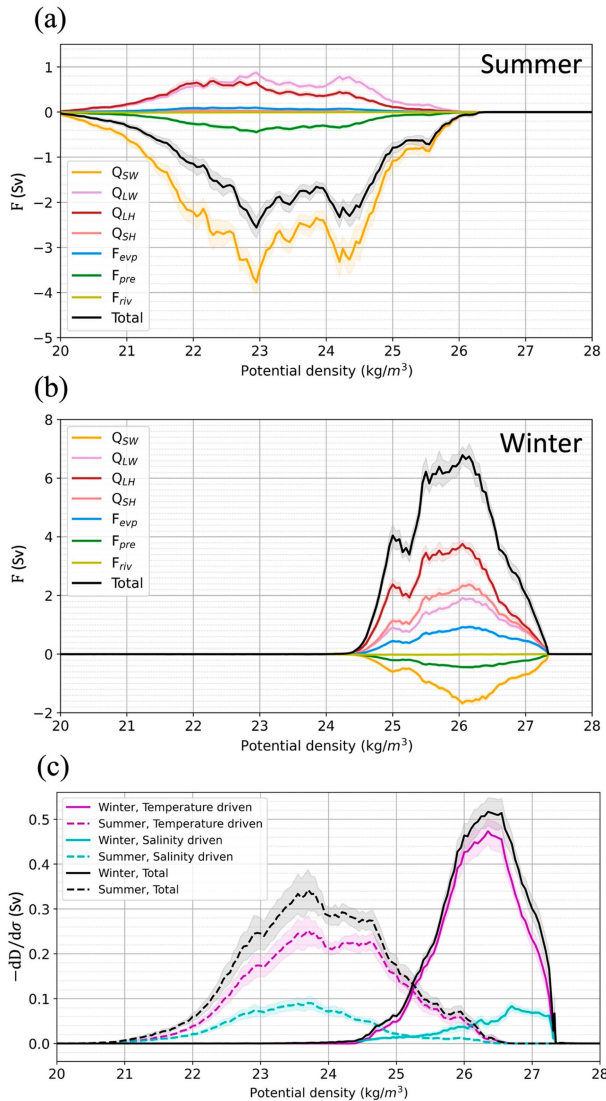 (a)
Summer
F (Sv)
1
0
−1
−2
−3
−4
−5
Q_SW
Q_LW
Q_LH
Q_SH
F_evp
F_pre
F_riv
Total
20 21 22 23 24 25 26 27 28
Potential density (kg/m³)
(b)
Winter
F (Sv)
8
6
4
2
0
−2
Q_SW
Q_LW
Q_LH
Q_SH
F_evp
F_pre
F_riv
Total
20 21 22 23 24 25 26 27 28
Potential density (kg/m³)
(c)
−dD/dσ (Sv)
0.5
0.4
0.3
0.2
0.1
0.0
Winter, Temperature driven
Summer, Temperature driven
Winter, Salinity driven
Summer, Salinity driven
Winter, Total
Summer, Total
20 21 22 23 24 25 26 27 28
Potential density (kg/m³)